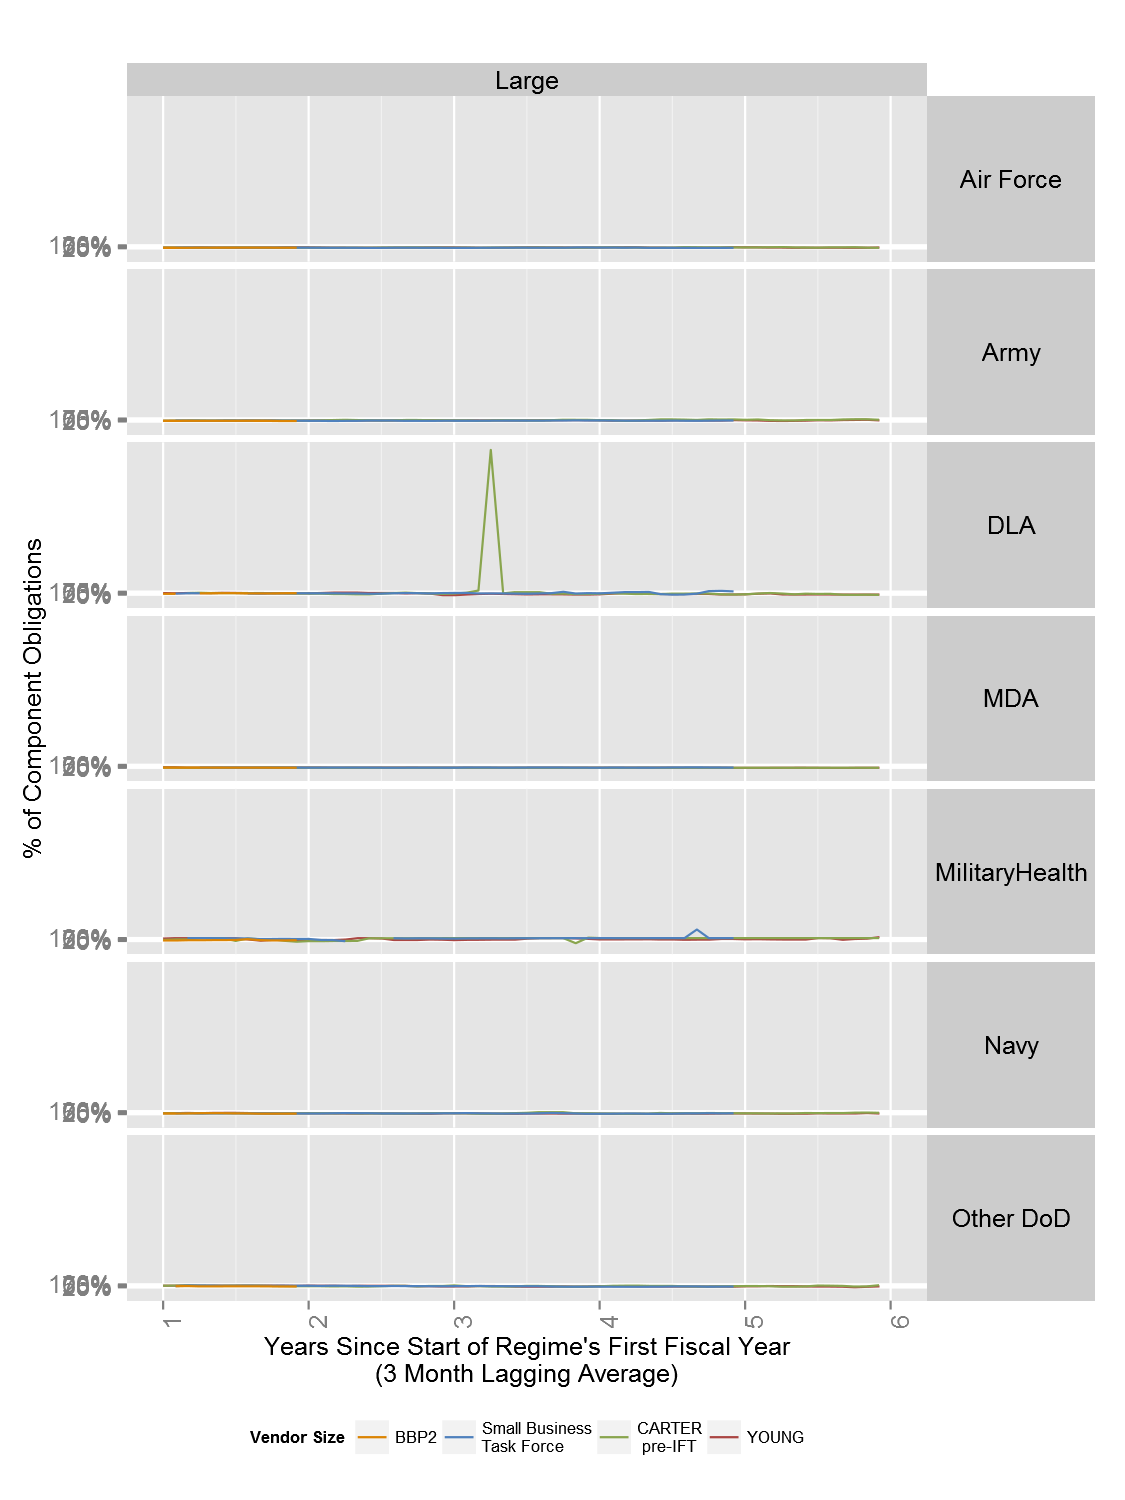 Large
Air Force
Army
DLA
MDA
MilitaryHealth
Navy
Other DoD
% of Component Obligations
1
2
3
4
5
6
Years Since Start of Regime's First Fiscal Year
(3 Month Lagging Average)
Vendor Size
BBP2
Small Business
Task Force
CARTER
pre-IFT
YOUNG